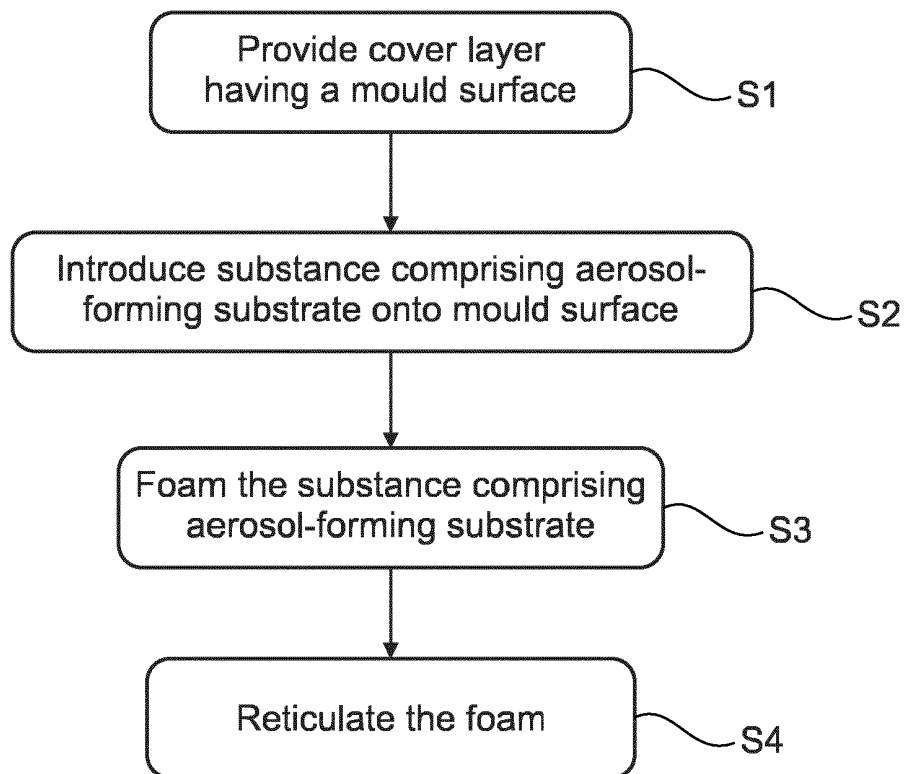 Provide cover layer
having a mould surface
S1
Introduce substance comprising aerosol-
forming substrate onto mould surface
S2
Foam the substance comprising
aerosol-forming substrate
S3
Reticulate the foam
S4